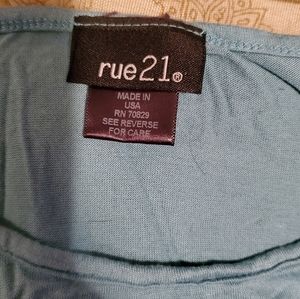 rue21®
MADE IN
USA
RN 70829
SEE REVERSE
FOR CARE